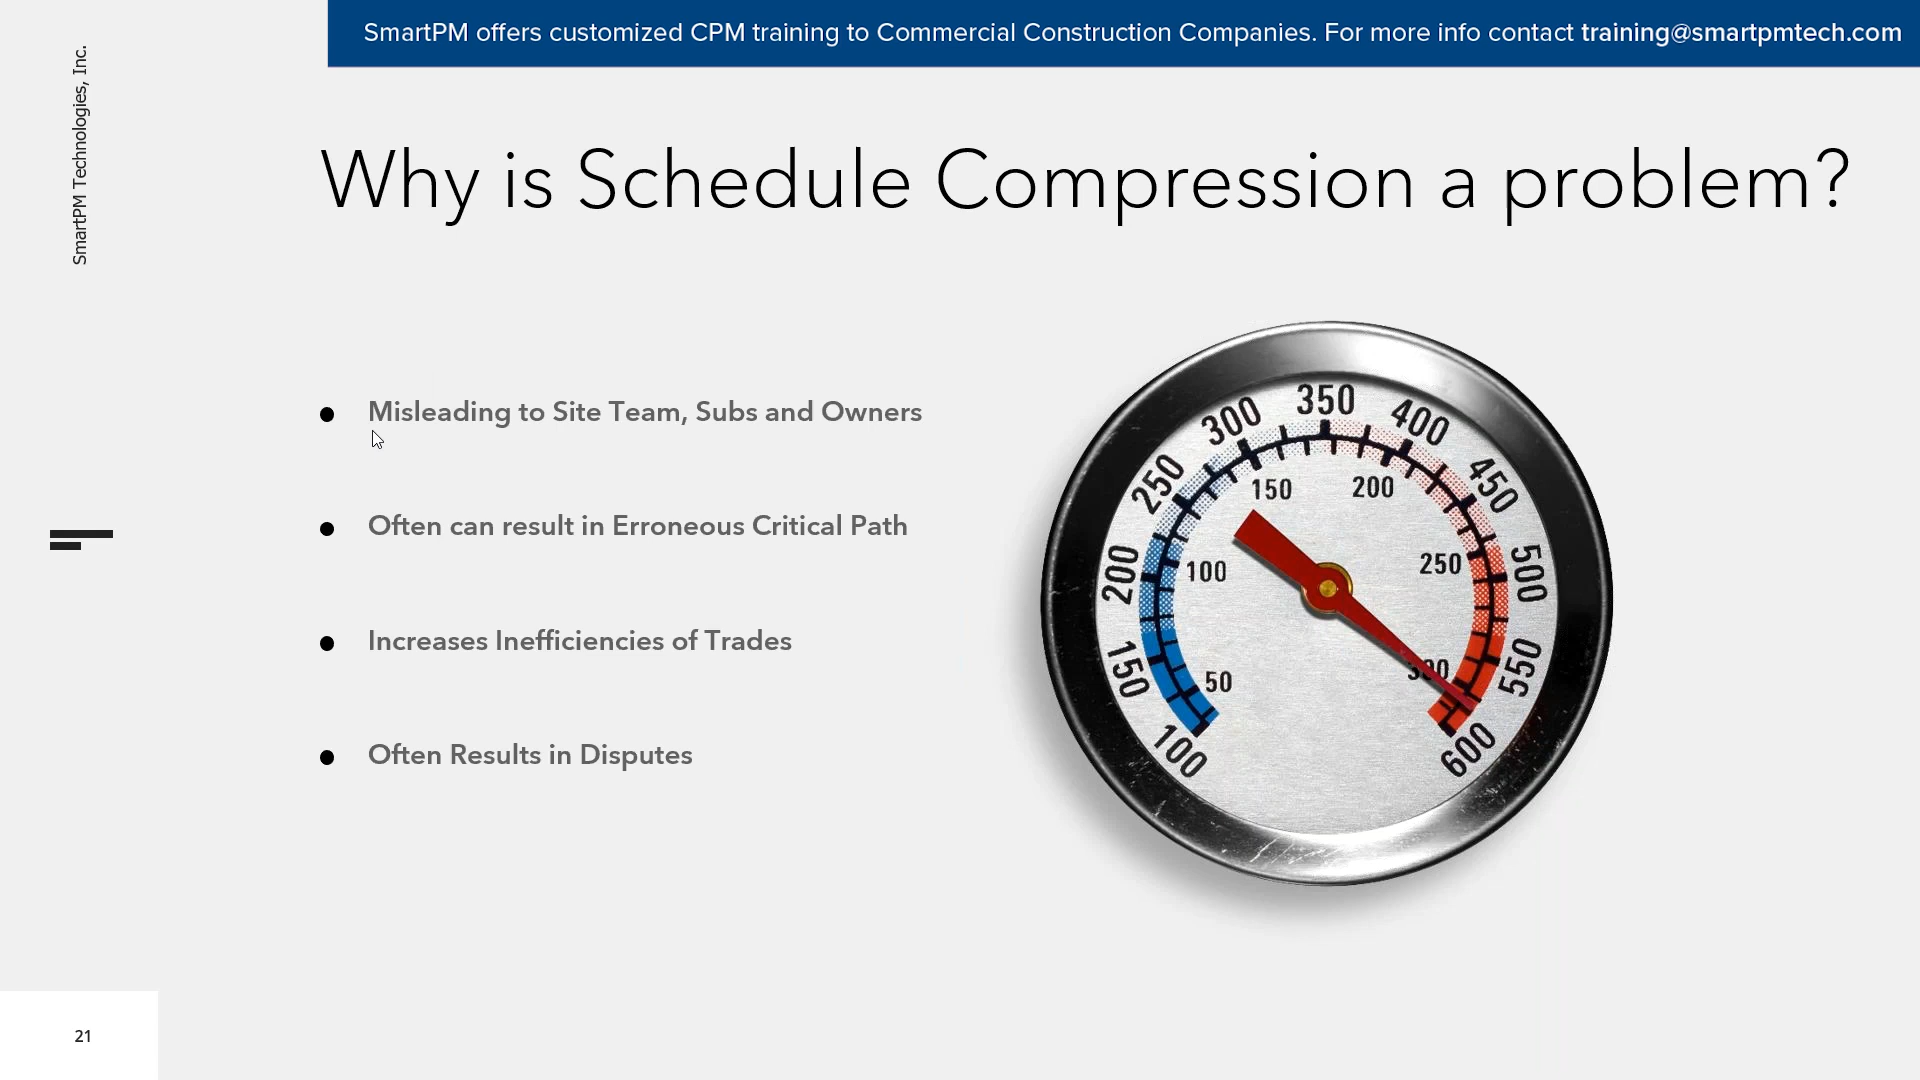 SmartPM offers customized CPM training to Commercial Construction Companies. For more info contact training@smartpmtech.com
SmartPM Technologies, Inc.
Why is Schedule Compression a problem?
Misleading to Site Team, Subs and Owners
Often can result in Erroneous Critical Path
Increases Inefficiencies of Trades
Often Results in Disputes
100
150
200
250
300
350
400
450
500
550
600
50
100
150
200
250
21